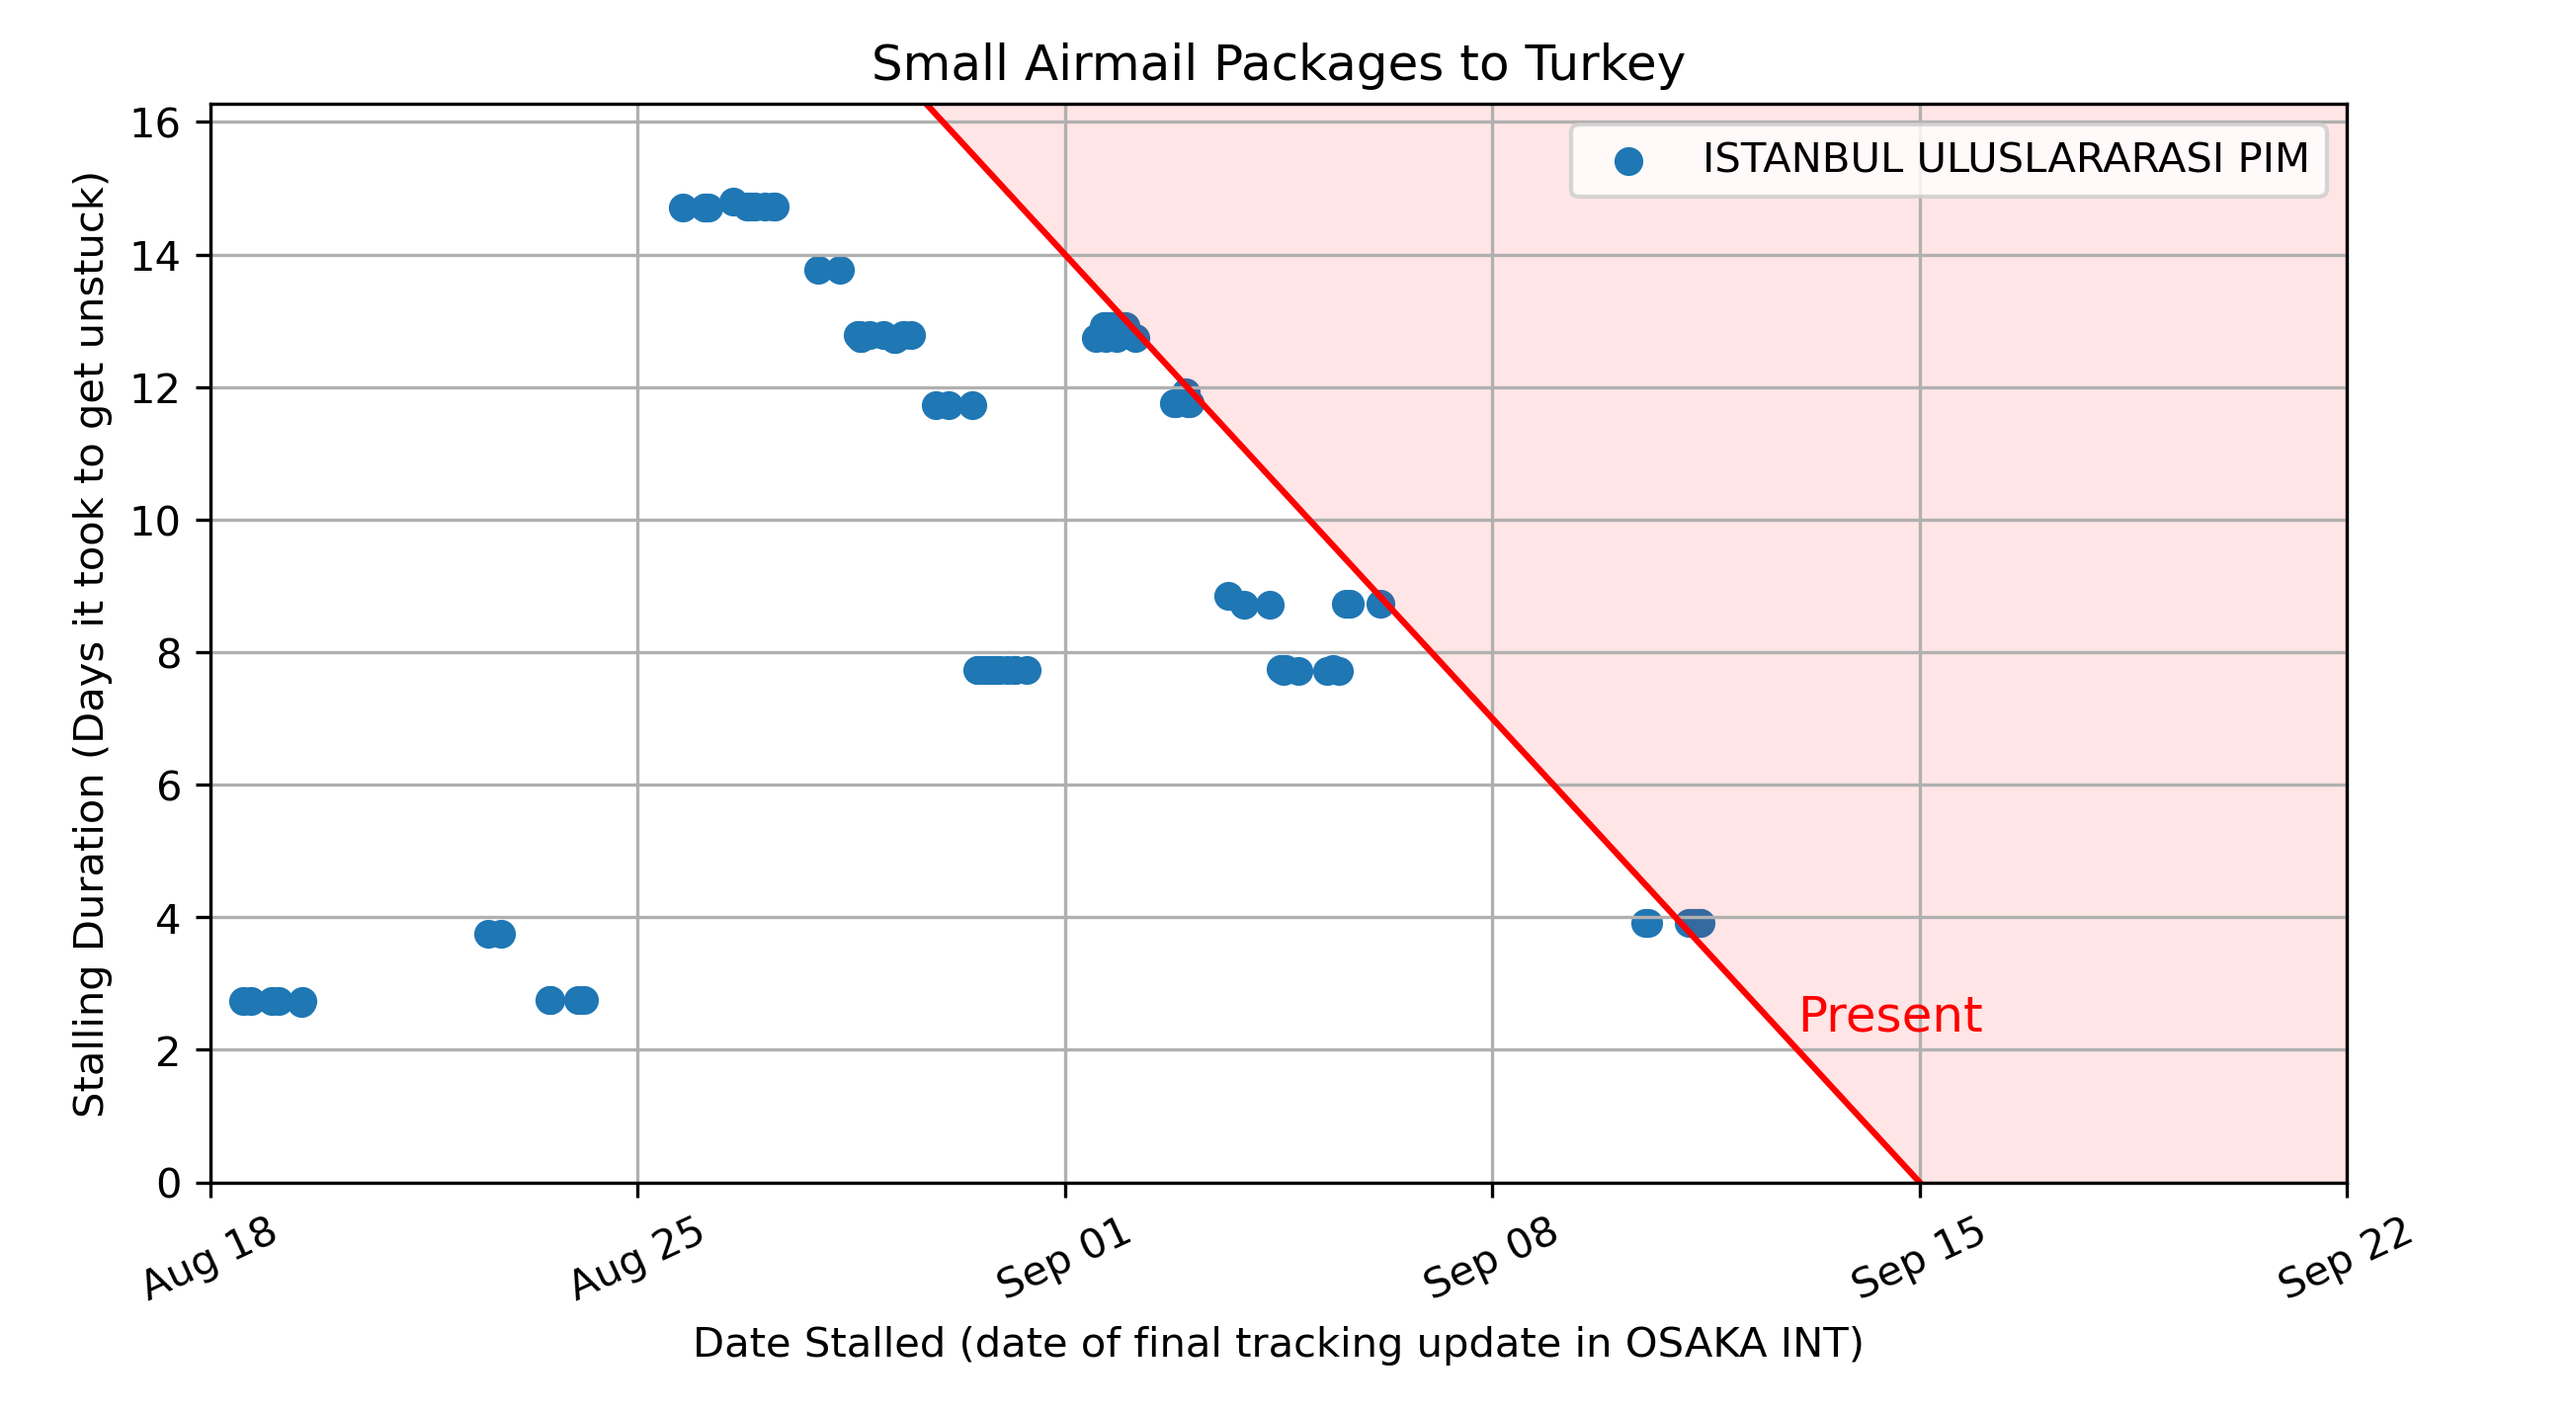 Small Airmail Packages to Turkey
Stalling Duration (Days it took to get unstuck)
16
14
12
10
8
6
4
2
0
ISTANBUL ULUSLARARASI PIM
Present
Aug 18
Aug 25
Sep 01
Sep 08
Sep 15
Sep 22
Date Stalled (date of final tracking update in OSAKA INT)